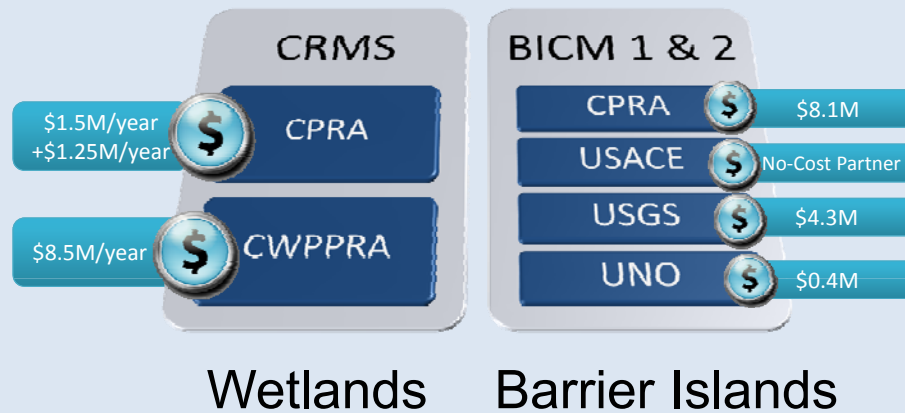 CRMS
$1.5M/year
+$1.25M/year
$
CPRA
$8.5M/year
$
CWPPRA
Wetlands
BICM 1 & 2
CPRA
$
$8.1M
USACE
$
No-Cost Partner
USGS
$
$4.3M
UNO
$
$0.4M
Barrier Islands